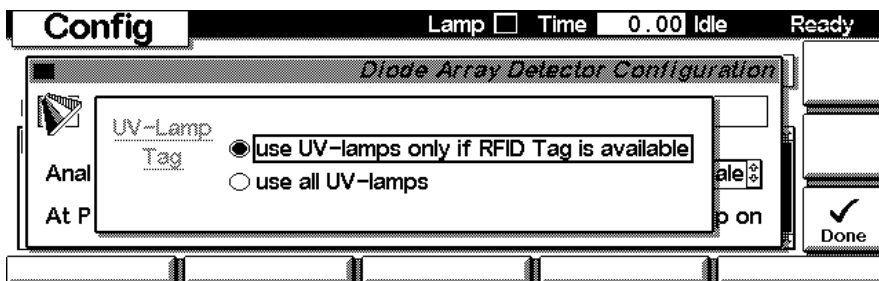 Config
Lamp Time 0.00 Idle Ready
Diode Array Detector Configuration
UV-Lamp
Tag
use UV-lamps only if RFID Tag is available
use all UV-lamps
Anal
ale
At P
p on
Done